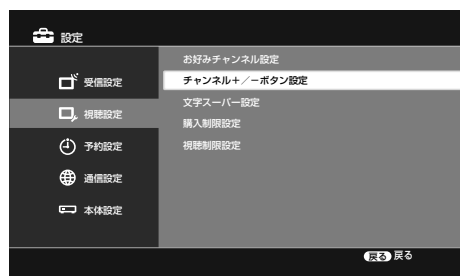 設定
受信設定
視聴設定
予約設定
通信設定
本体設定
お好みチャンネル設定
チャンネル+/-ボタン設定
文字スーパー設定
購入制限設定
視聴制限設定
戻る 戻る